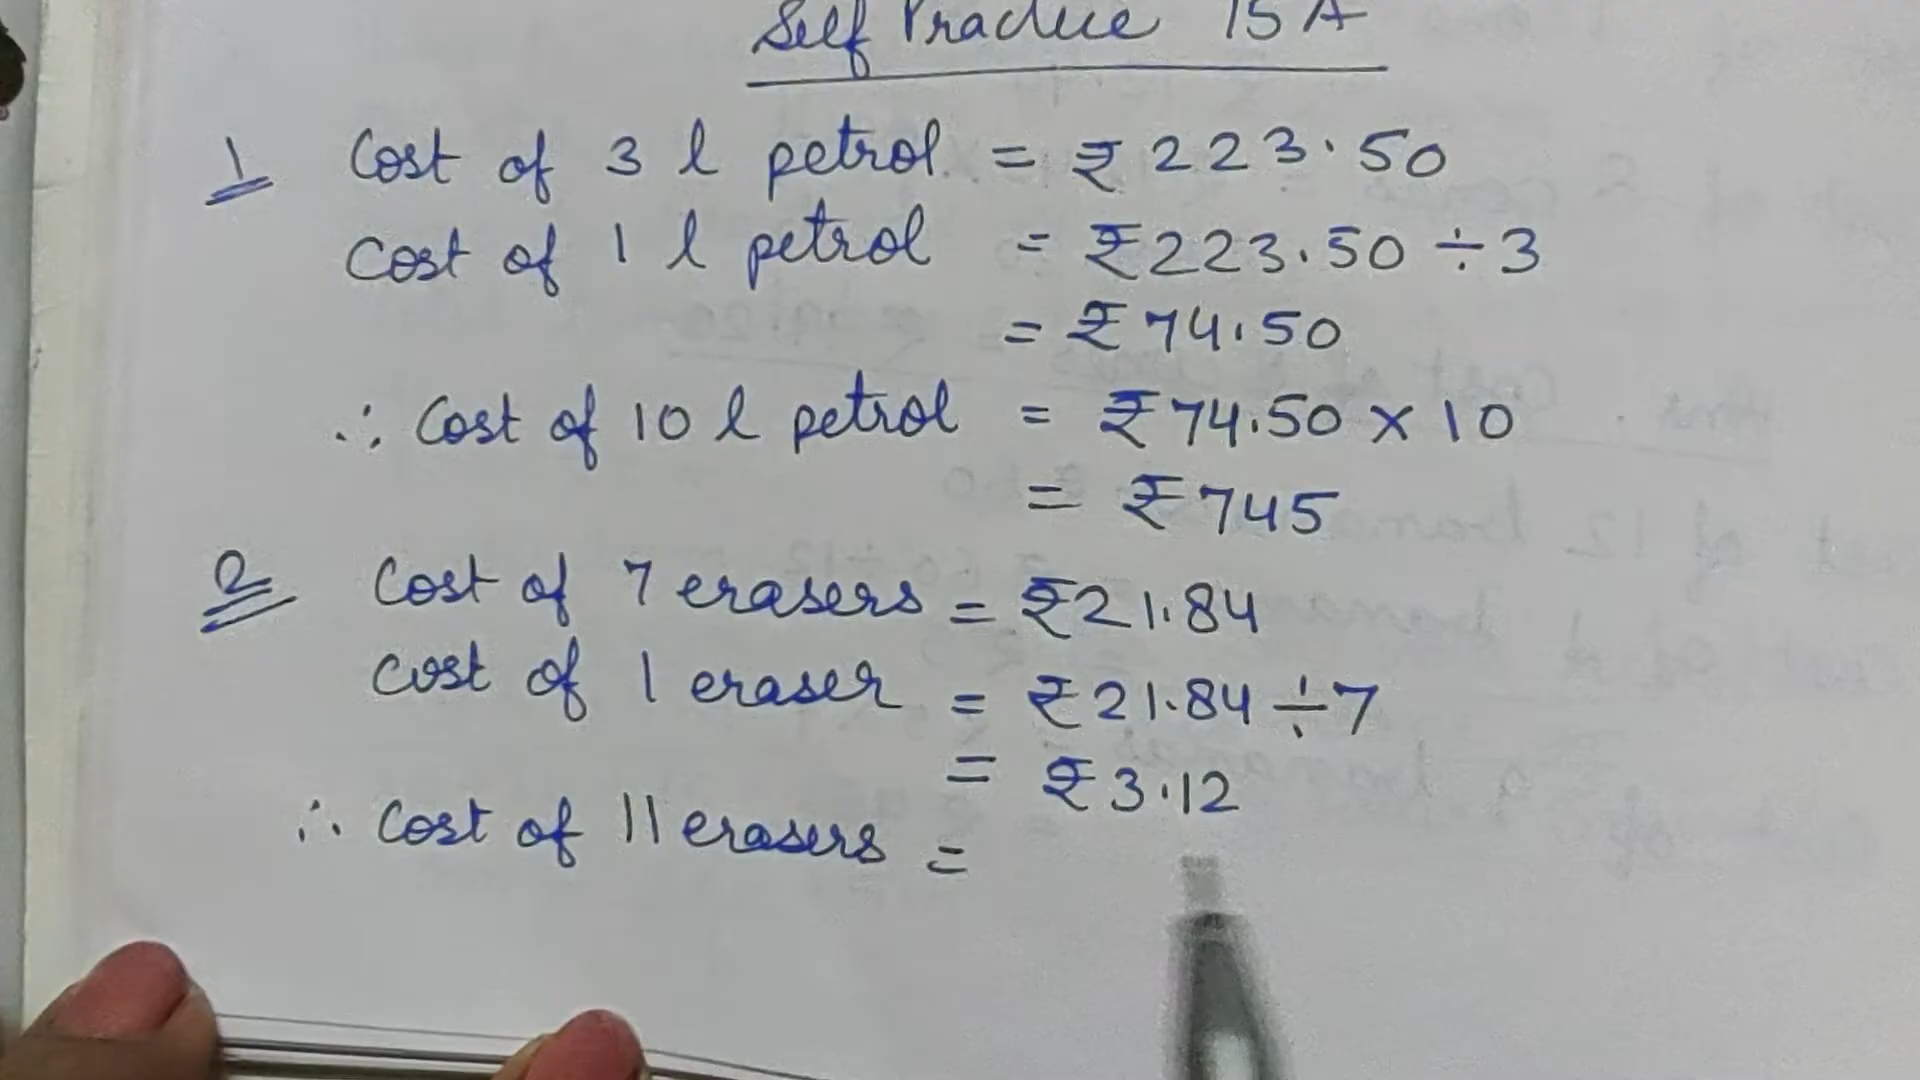 Self Practice 15A
1 Cost of 3 l petrol = ₹223.50
Cost of 1 l petrol = ₹223.50 ÷ 3
= ₹74.50
∴ Cost of 10 l petrol = ₹74.50 × 10
= ₹745
2 Cost of 7 erasers = ₹21.84
Cost of 1 eraser = ₹21.84 ÷ 7
= ₹3.12
∴ Cost of 11 erasers =